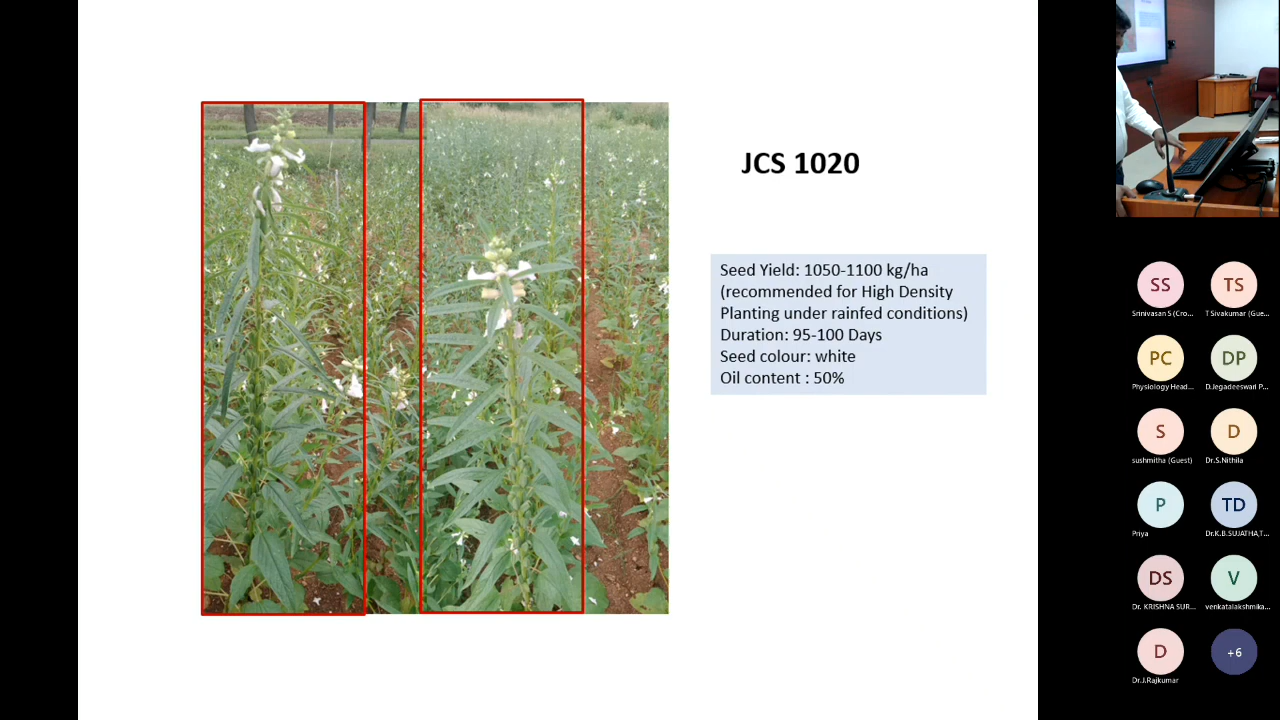 JCS 1020
Seed Yield: 1050-1100 kg/ha
(recommended for High Density
Planting under rainfed conditions)
Duration: 95-100 Days
Seed colour: white
Oil content : 50%
SS
TS
Srinivasan S (Cro...
T Sivakumar (Gue...
PC
DP
Physiology Head...
D.Jegadeeswari P...
S
D
sushmitha (Guest)
Dr.S.Nithila
P
TD
Priya
Dr.K.B.SUJATHA,T...
DS
V
Dr. KRISHNA SUR...
venkatalakshmika...
D
+6
Dr.J.Rajkumar